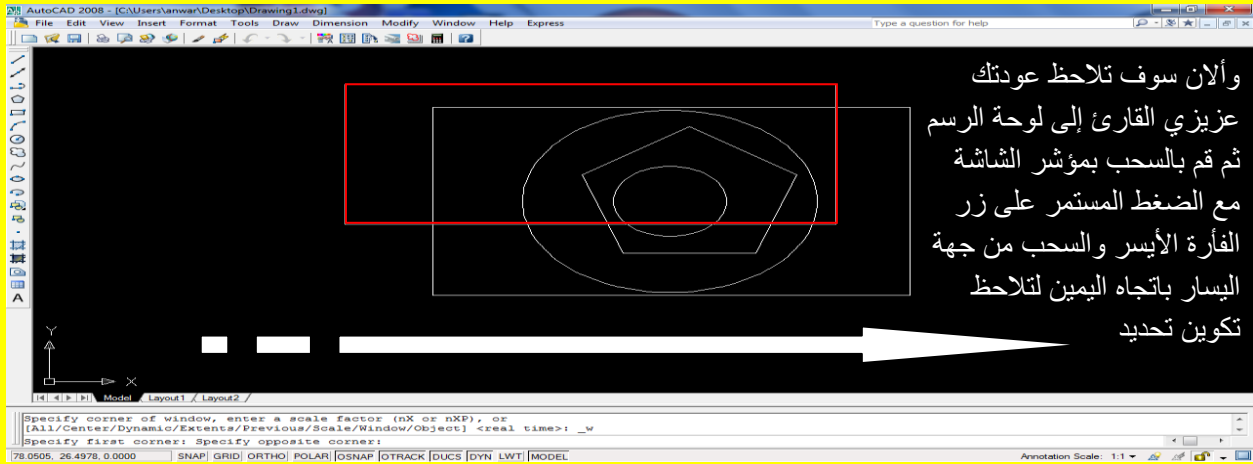 AutoCAD 2008 - [C:\Users\anwar\Desktop\Drawing1.dwg]
File Edit View Insert Format Tools Draw Dimension Modify Window Help Express Type a question for help
وألان سوف تلاحظ عودتك
عزيزي القارئ إلى لوحة الرسم
ثم قم بالسحب بمؤشر الشاشة
مع الضغط المستمر على زر
الفأرة الأيسر والسحب من جهة
اليسار باتجاه اليمين لتلاحظ
تكوين تحديد
A
Y
X
Model Layout1 Layout2
Specify corner of window, enter a scale factor (nX or nXP), or
[All/Center/Dynamic/Extents/Previous/Scale/Window/Object] <real time>: _w
Specify first corner: Specify opposite corner:
78.0505, 26.4978, 0.0000 SNAP GRID ORTHO POLAR OSNAP OTRACK DUCS DYN LWT MODEL Annotation Scale: 1:1